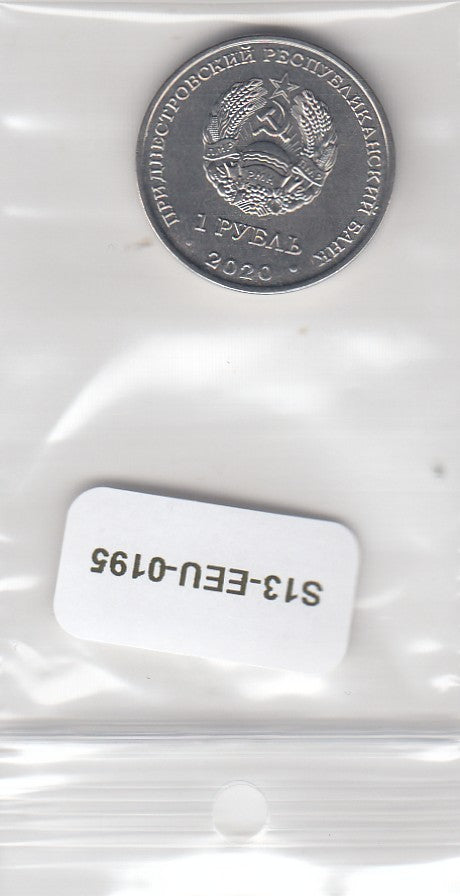 ПРИДНЕСТРОВСКИЙ РЕСПУБЛИКАНСКИЙ БАНК
1 РУБЛЬ
2020
S13-EEU-0195